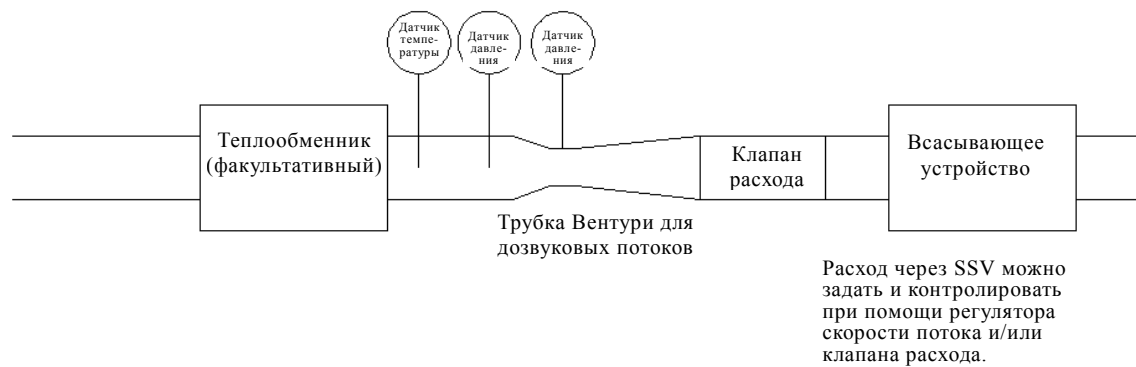 Датчик
темпе-
ратуры
Датчик
давле-
ния
Датчик
давле-
ния
Теплообменник
(факультативный)
Клапан
расхода
Всасывающее
устройство
Трубка Вентури для
дозвуковых потоков
Расход через SSV можно
задать и контролировать
при помощи регулятора
скорости потока и/или
клапана расхода.